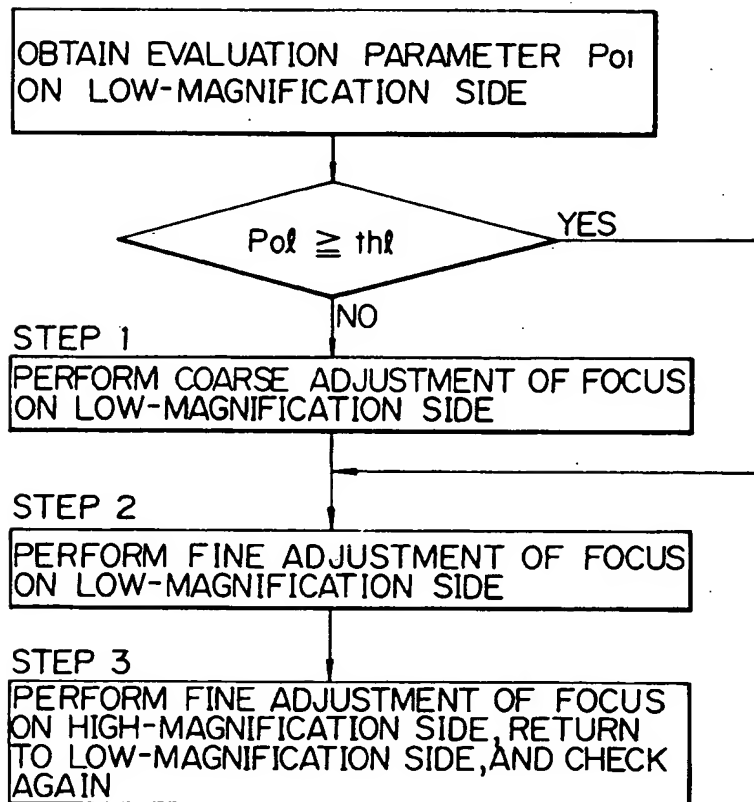 OBTAIN EVALUATION PARAMETER Pol
ON LOW-MAGNIFICATION SIDE
Pol ≧ thl
YES
NO
STEP 1
PERFORM COARSE ADJUSTMENT OF FOCUS
ON LOW-MAGNIFICATION SIDE
STEP 2
PERFORM FINE ADJUSTMENT OF FOCUS
ON LOW-MAGNIFICATION SIDE
STEP 3
PERFORM FINE ADJUSTMENT OF FOCUS
ON HIGH-MAGNIFICATION SIDE, RETURN
TO LOW-MAGNIFICATION SIDE, AND CHECK
AGAIN